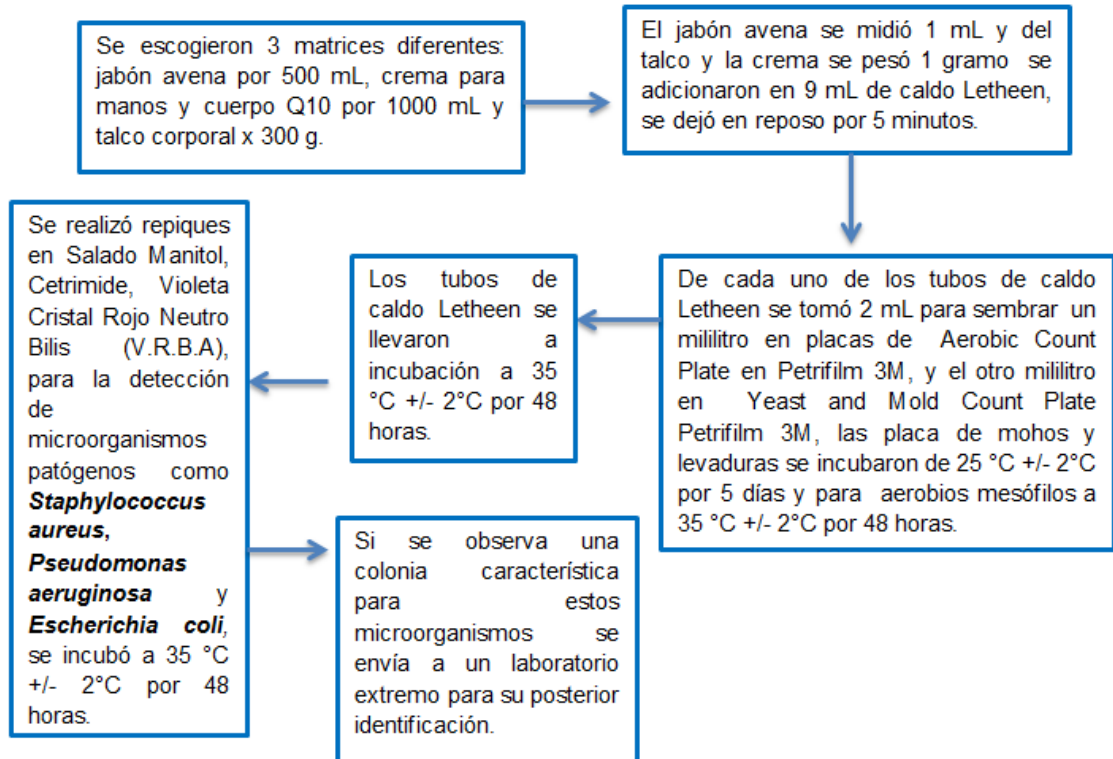 Se escogieron 3 matrices diferentes:
jabón avena por 500 mL, crema para
manos y cuerpo Q10 por 1000 mL y
talco corporal x 300 g.
El jabón avena se midió 1 mL y del
talco y la crema se pesó 1 gramo se
adicionaron en 9 mL de caldo Letheen,
se dejó en reposo por 5 minutos.
De cada uno de los tubos de caldo
Letheen se tomó 2 mL para sembrar un
mililitro en placas de Aerobic Count
Plate en Petrifilm 3M, y el otro mililitro
en Yeast and Mold Count Plate
Petrifilm 3M, las placa de mohos y
levaduras se incubaron de 25 °C +/- 2°C
por 5 días y para aerobios mesófilos a
35 °C +/- 2°C por 48 horas.
Los tubos de
caldo Letheen se
llevaron a
incubación a 35
°C +/- 2°C por 48
horas.
Se realizó repiques
en Salado Manitol,
Cetrimide, Violeta
Cristal Rojo Neutro
Bilis (V.R.B.A),
para la detección
de
microorganismos
patógenos como
Staphylococcus
aureus,
Pseudomonas
aeruginosa y
Escherichia coli,
se incubó a 35 °C
+/- 2°C por 48
horas.
Si se observa una
colonia característica
para estos
microorganismos se
envía a un laboratorio
extremo para su posterior
identificación.